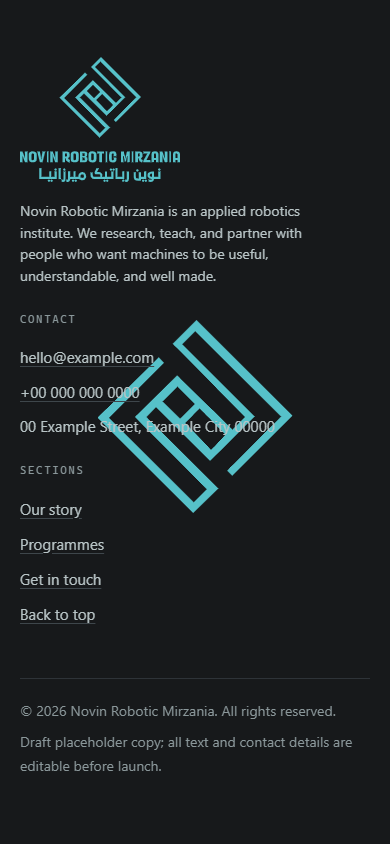 NOVIN ROBOTIC MIRZANIA
نوین رباتیک میرزانیا
Novin Robotic Mirzania is an applied robotics
institute. We research, teach, and partner with
people who want machines to be useful,
understandable, and well made.
CONTACT
hello@example.com
+00 000 000 0000
00 Example Street, Example City 00000
SECTIONS
Our story
Programmes
Get in touch
Back to top
© 2026 Novin Robotic Mirzania. All rights reserved.
Draft placeholder copy; all text and contact details are
editable before launch.